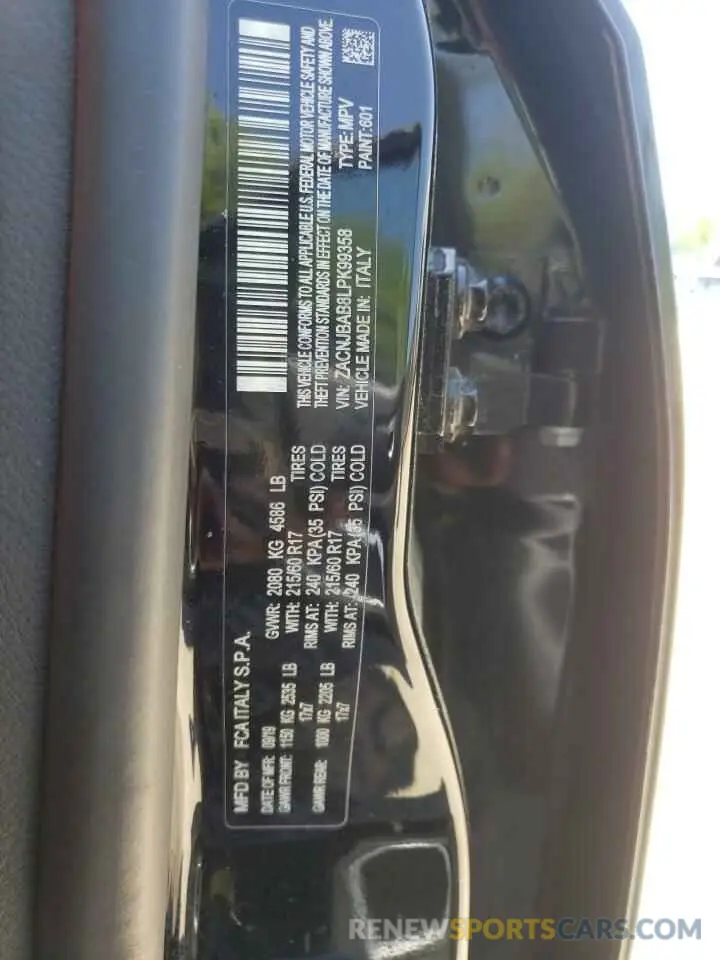 MFD BY FCA ITALY S.P.A.
DATE OF MFR: 09/19 GVWR: 2080 KG 4586 LB
GAWR FRONT: 1150 KG 2535 LB WITH: 215/60 R17 TIRES
17x7 RIMS AT: 240 KPA (35 PSI) COLD
GAWR REAR: 1000 KG 2205 LB WITH: 215/60 R17 TIRES
17x7 RIMS AT: 240 KPA (35 PSI) COLD
THIS VEHICLE CONFORMS TO ALL APPLICABLE U.S. FEDERAL MOTOR VEHICLE SAFETY AND
THEFT PREVENTION STANDARDS IN EFFECT ON THE DATE OF MANUFACTURE SHOWN ABOVE.
VIN: ZACNJBAB8LPK99358 TYPE: MPV
VEHICLE MADE IN: ITALY PAINT: 601
RENEWSPORTSCARS.COM